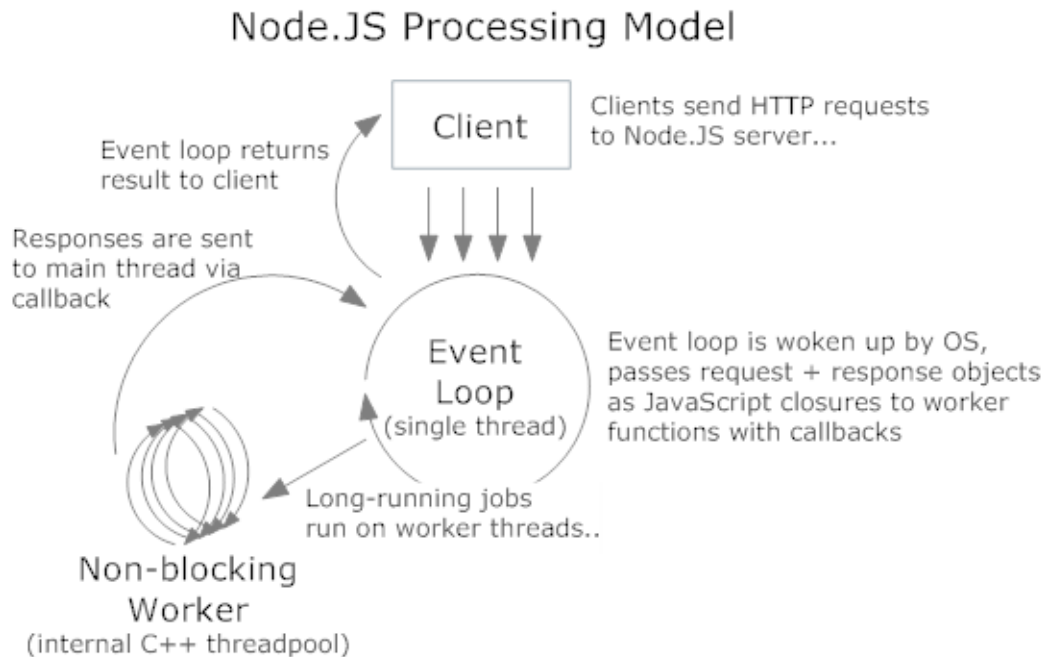 Node.JS Processing Model
Client
Clients send HTTP requests
to Node.JS server...
Event loop returns
result to client
Responses are sent
to main thread via
callback
Event
Loop
(single thread)
Event loop is woken up by OS,
passes request + response objects
as JavaScript closures to worker
functions with callbacks
Long-running jobs
run on worker threads..
Non-blocking
Worker
(internal C++ threadpool)